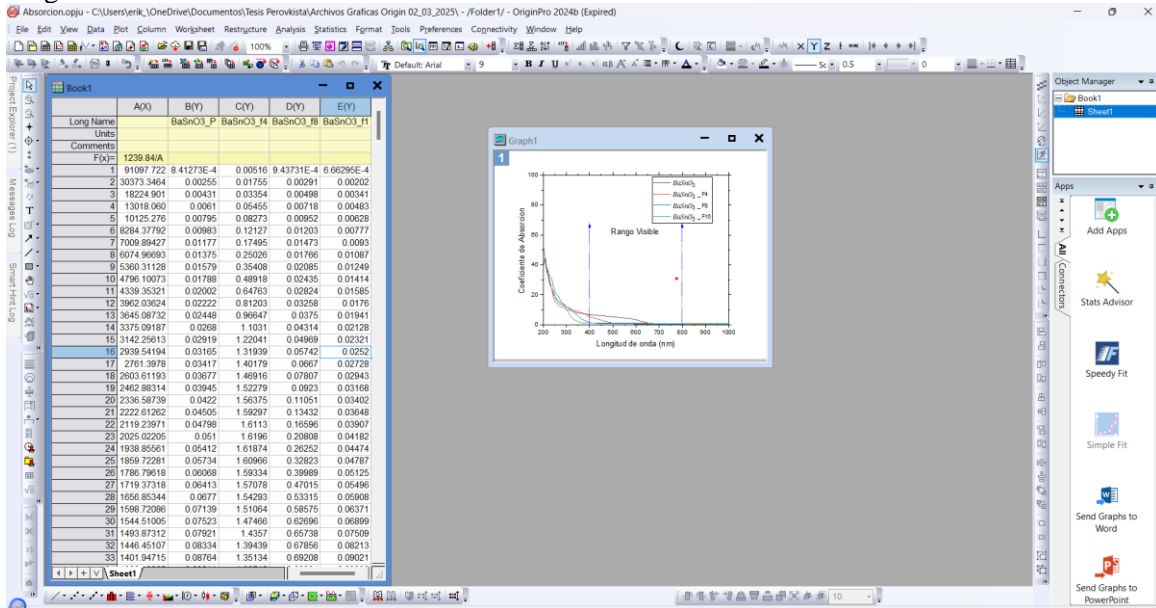 Absorcion.opju - C:\Users\erik_\OneDrive\Documentos\Tesis Perovkista\Archivos Graficas Origin 02_03_2025\ - /Folder1/ - OriginPro 2024b (Expired)
File Edit View Data Plot Column Worksheet Restructure Analysis Statistics Format Tools Preferences Connectivity Window Help
100%
X Y Z
Default: Arial 9 B I U 0.5 0
Project Explorer (1)
Messages Log
Smart Hint Log
Book1
A(X) B(Y) C(Y) D(Y) E(Y)
Long Name BaSnO3_P BaSnO3_f4 BaSnO3_f8 BaSnO3_f1
Units
Comments
F(x)= 1239.84/A
1 91097.722 8.41273E-4 0.00516 9.43731E-4 6.66295E-4
2 30373.3464 0.00255 0.01755 0.00291 0.00202
3 18224.901 0.00431 0.03354 0.00498 0.00341
4 13018.060 0.0061 0.05455 0.00718 0.00483
5 10125.276 0.00795 0.08273 0.00952 0.00628
6 8284.37792 0.00983 0.12127 0.01203 0.00777
7 7009.89427 0.01177 0.17495 0.01473 0.0093
8 6074.96693 0.01375 0.25026 0.01766 0.01087
9 5360.31128 0.01579 0.35408 0.02085 0.01249
10 4796.10073 0.01788 0.48918 0.02435 0.01414
11 4339.35321 0.02002 0.64763 0.02824 0.01585
12 3962.03624 0.02222 0.81203 0.03258 0.0176
13 3645.08732 0.02448 0.96647 0.0375 0.01941
14 3375.09187 0.0268 1.1031 0.04314 0.02128
15 3142.25613 0.02919 1.22041 0.04969 0.02321
16 2939.54194 0.03165 1.31939 0.05742 0.0252
17 2761.3978 0.03417 1.40179 0.0667 0.02728
18 2603.61193 0.03677 1.46916 0.07807 0.02943
19 2462.88314 0.03945 1.52279 0.0923 0.03168
20 2336.58739 0.0422 1.56375 0.11051 0.03402
21 2222.61262 0.04505 1.59297 0.13432 0.03648
22 2119.23971 0.04798 1.6113 0.16596 0.03907
23 2025.02205 0.051 1.6196 0.20808 0.04182
24 1938.85561 0.05412 1.61874 0.26252 0.04474
25 1859.72281 0.05734 1.60966 0.32823 0.04787
26 1786.79618 0.06068 1.59334 0.39989 0.05125
27 1719.37318 0.06413 1.57078 0.47015 0.05496
28 1656.85344 0.0677 1.54293 0.53315 0.05908
29 1598.72086 0.07139 1.51064 0.58575 0.06371
30 1544.51005 0.07523 1.47466 0.62696 0.06899
31 1493.87312 0.07921 1.4357 0.65738 0.07509
32 1446.45107 0.08334 1.39439 0.67856 0.08213
33 1401.94715 0.08764 1.35134 0.69208 0.09021
Sheet1
Graph1
1
100
80
60
40
20
0
200 300 400 500 600 700 800 900 1000
Coeficiente de Absorcion
Longitud de onda (nm)
Rango Visible
BaSnO3
BaSnO3_F4
BaSnO3_F8
BaSnO3_F16
Object Manager
Book1
Sheet1
Apps
All
Connectors
Add Apps
Stats Advisor
Speedy Fit
Simple Fit
Send Graphs to
Word
Send Graphs to
PowerPoint
10